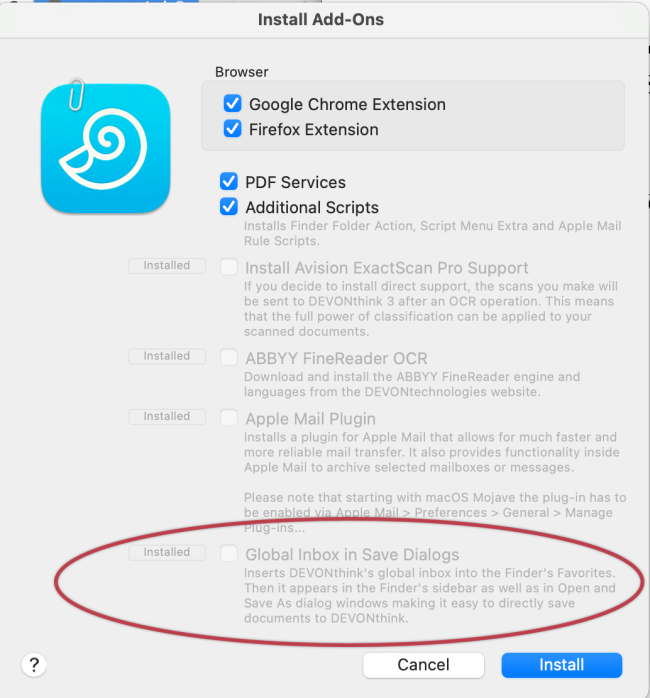 Install Add-Ons
Browser
Google Chrome Extension
Firefox Extension
PDF Services
Additional Scripts
Installs Finder Folder Action, Script Menu Extra and Apple Mail
Rule Scripts.
Installed
Install Avision ExactScan Pro Support
If you decide to install direct support, the scans you make will
be sent to DEVONthink 3 after an OCR operation. This means
that the full power of classification can be applied to your
scanned documents.
Installed
ABBYY FineReader OCR
Download and install the ABBYY FineReader engine and
languages from the DEVONtechnologies website.
Installed
Apple Mail Plugin
Installs a plugin for Apple Mail that allows for much faster and
more reliable mail transfer. It also provides functionality inside
Apple Mail to archive selected mailboxes or messages.
Please note that starting with macOS Mojave the plug-in has to
be enabled via Apple Mail > Preferences > General > Manage
Plug-ins...
Installed
Global Inbox in Save Dialogs
Inserts DEVONthink's global inbox into the Finder's Favorites.
Then it appears in the Finder's sidebar as well as in Open and
Save As dialog windows making it easy to directly save
documents to DEVONthink.
?
Cancel
Install